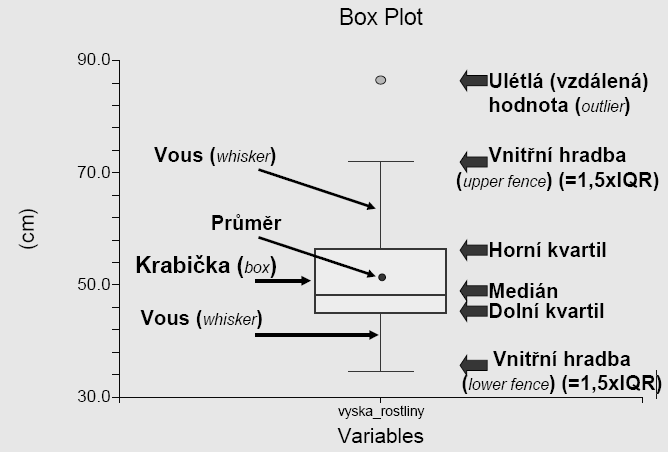 Box Plot
90.0
70.0
50.0
30.0
(cm)
Vous (whisker)
Průměr
Krabička (box)
Vous (whisker)
Ulétlá (vzdálená)
hodnota (outlier)
Vnitřní hradba
(upper fence) (=1,5xIQR)
Horní kvartil
Medián
Dolní kvartil
Vnitřní hradba
(lower fence) (=1,5xIQR)
vyska_rostliny
Variables